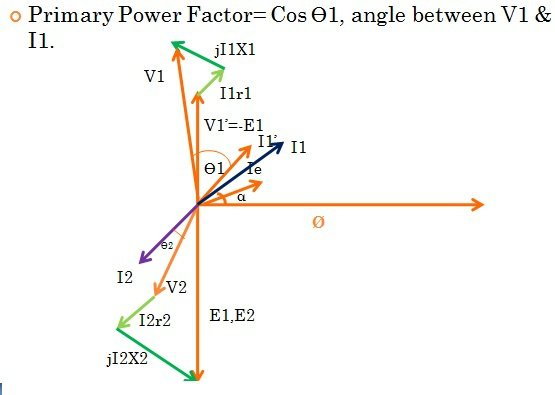 Primary Power Factor= Cos ϴ1, angle between V1 &
I1.
jI1X1
V1
I1r1
V1'=-E1
I1'
I1
ϴ1
Ie
α
Ø
ϴ2
I2
V2
I2r2
E1,E2
jI2X2